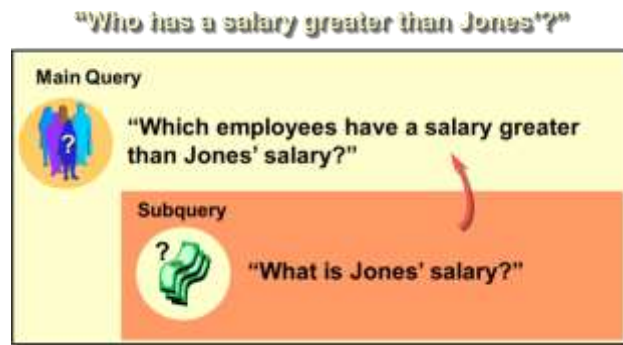 "Who has a salary greater than Jones'?"
Main Query
?
“Which employees have a salary greater
than Jones’ salary?”
Subquery
?
“What is Jones’ salary?”